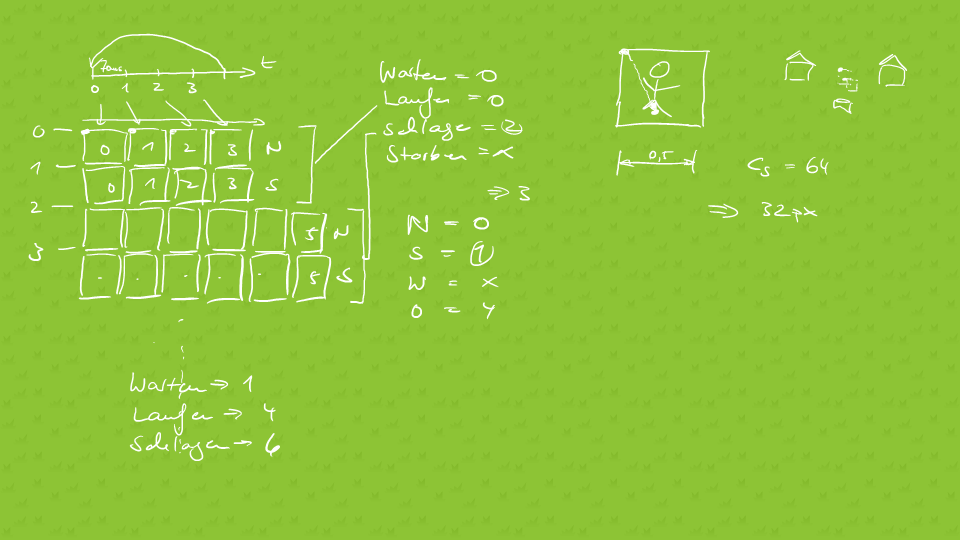 t
0 1 2 3
0
0 1 2 3 N
1
0 1 2 3 S
2
5 N
3
5 S
Warten → 1
Laufen → 4
Schlagen → 6
Warten = 0
Laufen = 0
Schlage = 2
Sterben = x
⇒ 3
N = 0
S = 1
W = x
O = 4
0,5
Cs = 64
⇒ 32px